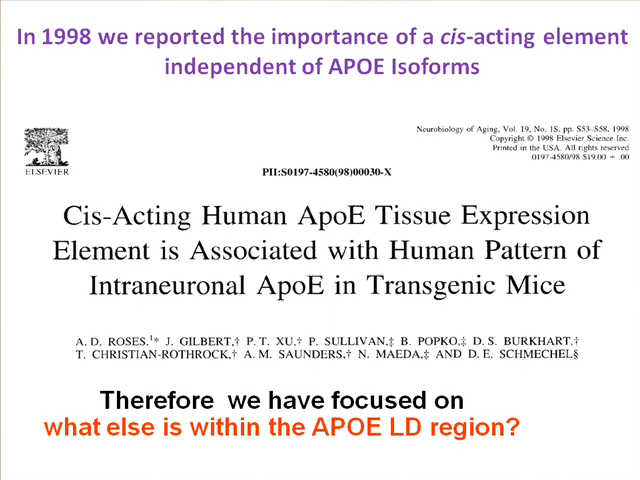 In 1998 we reported the importance of a cis-acting element
independent of APOE Isoforms
Neurobiology of Aging, Vol. 19, No. 1S, pp. S53–S58, 1998
Copyright © 1998 Elsevier Science Inc.
Printed in the USA. All rights reserved
0197-4580/98 $19.00 + .00
ELSEVIER
PII:S0197-4580(98)00030-X
Cis-Acting Human ApoE Tissue Expression
Element is Associated with Human Pattern of
Intraneuronal ApoE in Transgenic Mice
A. D. ROSES,¹* J. GILBERT,† P. T. XU,† P. SULLIVAN,‡ B. POPKO,‡ D. S. BURKHART,†
T. CHRISTIAN-ROTHROCK,† A. M. SAUNDERS,† N. MAEDA,‡ AND D. E. SCHMECHEL§
Therefore we have focused on
what else is within the APOE LD region?